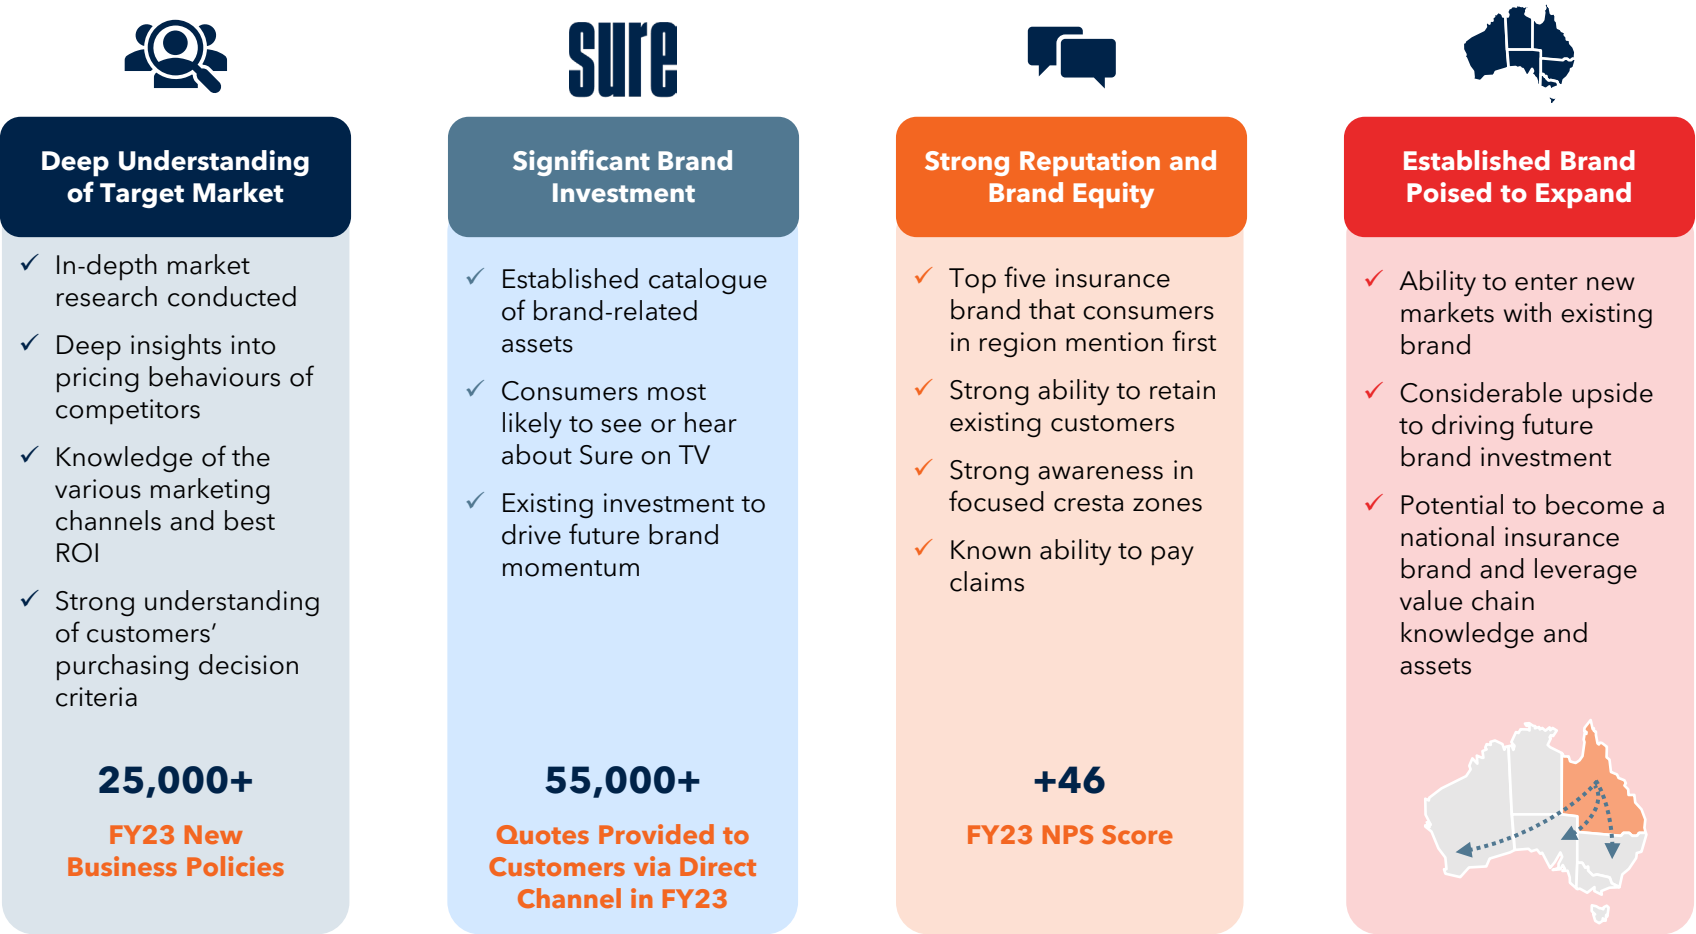 sure
Deep Understanding
of Target Market
✓ In-depth market
research conducted
✓ Deep insights into
pricing behaviours of
competitors
✓ Knowledge of the
various marketing
channels and best
ROI
✓ Strong understanding
of customers’
purchasing decision
criteria
25,000+
FY23 New
Business Policies
Significant Brand
Investment
✓ Established catalogue
of brand-related
assets
✓ Consumers most
likely to see or hear
about Sure on TV
✓ Existing investment to
drive future brand
momentum
55,000+
Quotes Provided to
Customers via Direct
Channel in FY23
Strong Reputation and
Brand Equity
✓ Top five insurance
brand that consumers
in region mention first
✓ Strong ability to retain
existing customers
✓ Strong awareness in
focused cresta zones
✓ Known ability to pay
claims
+46
FY23 NPS Score
Established Brand
Poised to Expand
✓ Ability to enter new
markets with existing
brand
✓ Considerable upside
to driving future
brand investment
✓ Potential to become a
national insurance
brand and leverage
value chain
knowledge and
assets